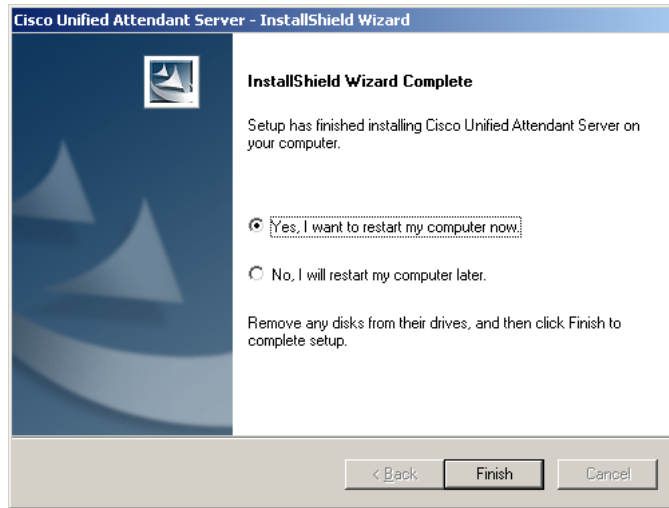 Cisco Unified Attendant Server - InstallShield Wizard
InstallShield Wizard Complete
Setup has finished installing Cisco Unified Attendant Server on
your computer.
Yes, I want to restart my computer now.
No, I will restart my computer later.
Remove any disks from their drives, and then click Finish to
complete setup.
< Back Finish Cancel